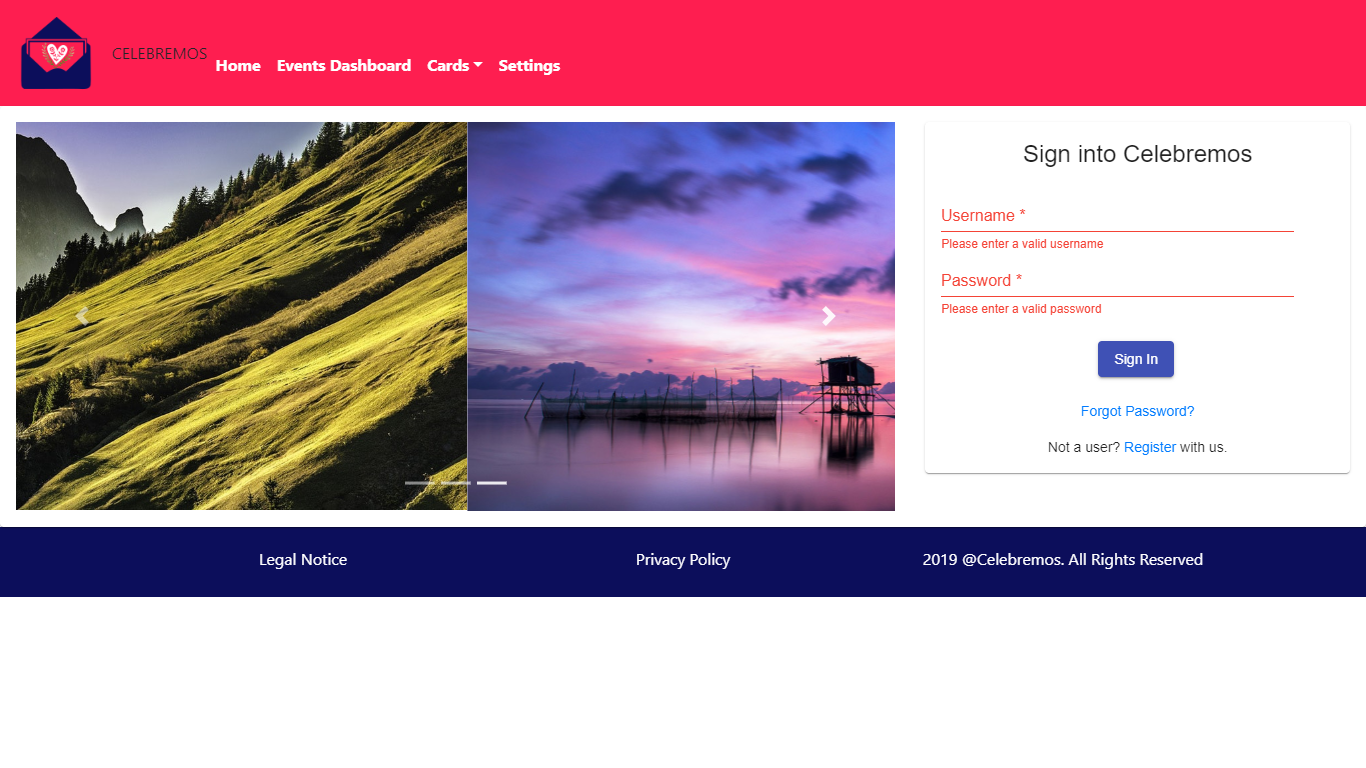 CELEBREMOS
Home Events Dashboard Cards Settings
Sign into Celebremos
Username *
Please enter a valid username
Password *
Please enter a valid password
Sign In
Forgot Password?
Not a user? Register with us.
Legal Notice Privacy Policy 2019 @Celebremos. All Rights Reserved